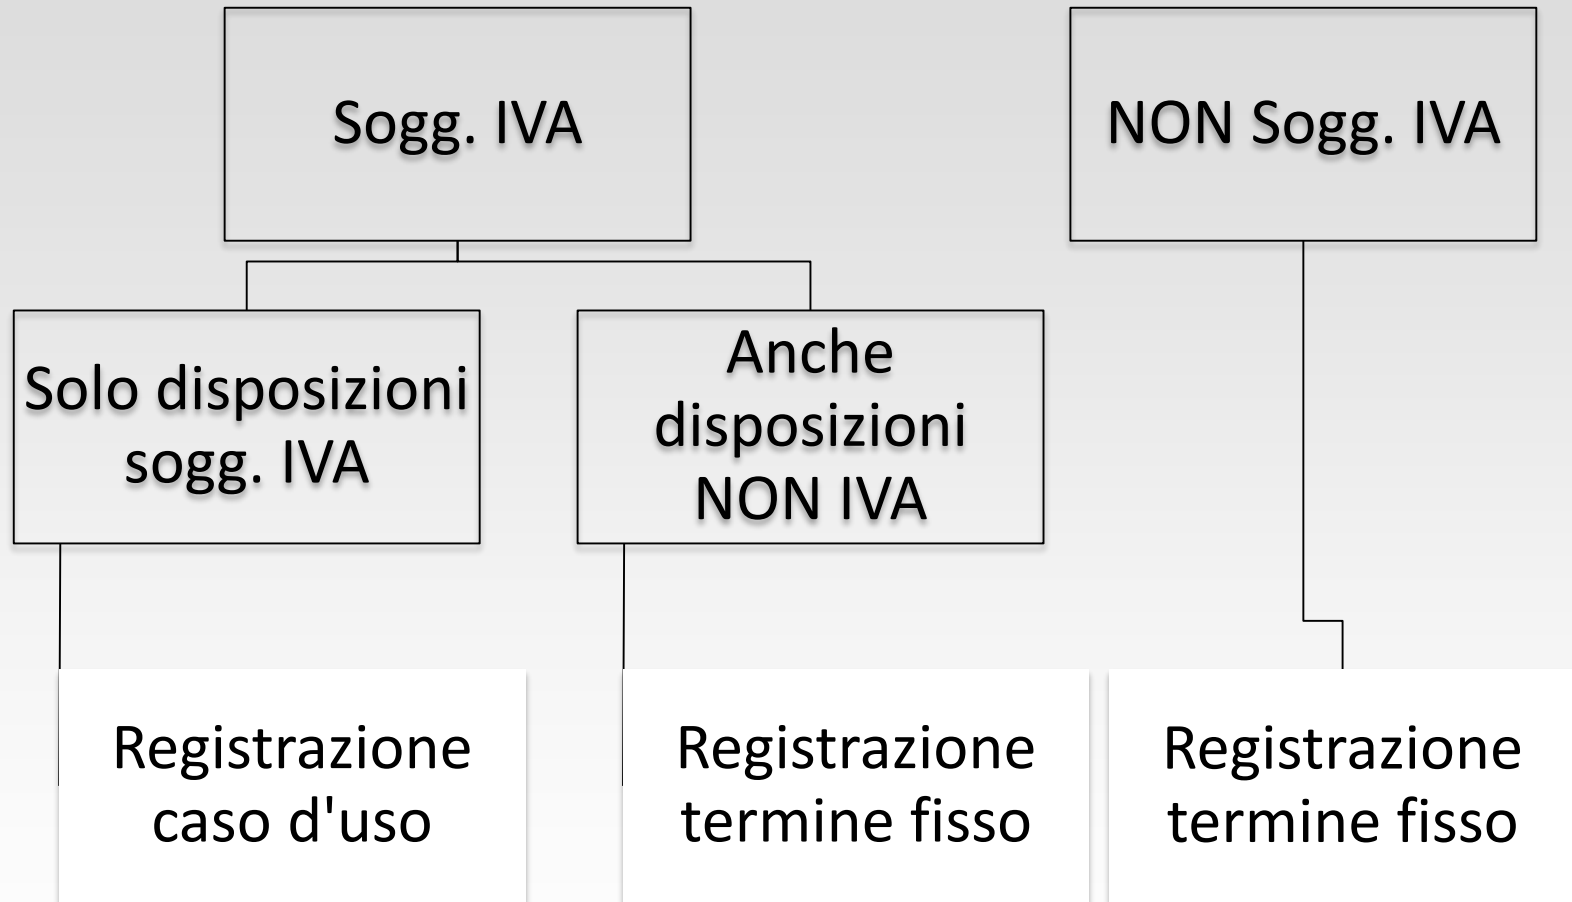 Sogg. IVA
NON Sogg. IVA
Solo disposizioni
sogg. IVA
Anche
disposizioni
NON IVA
Registrazione
caso d'uso
Registrazione
termine fisso
Registrazione
termine fisso